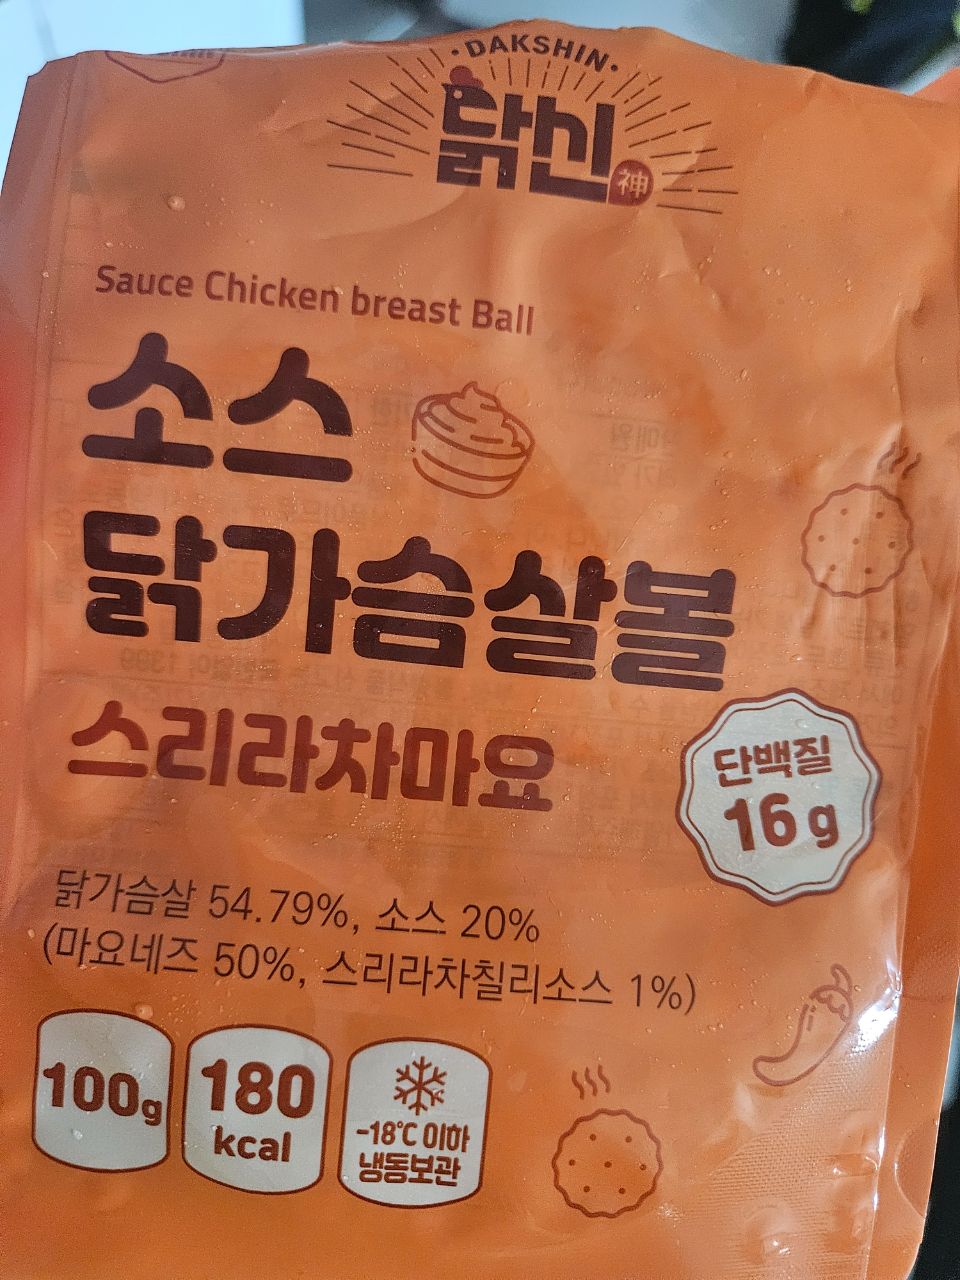 ·DAKSHIN·
닭신
神
Sauce Chicken breast Ball
소스
닭가슴살볼
스리라차마요
단백질
16g
닭가슴살 54.79%, 소스 20%
(마요네즈 50%, 스리라차칠리소스 1%)
100g
180
kcal
-18℃ 이하
냉동보관